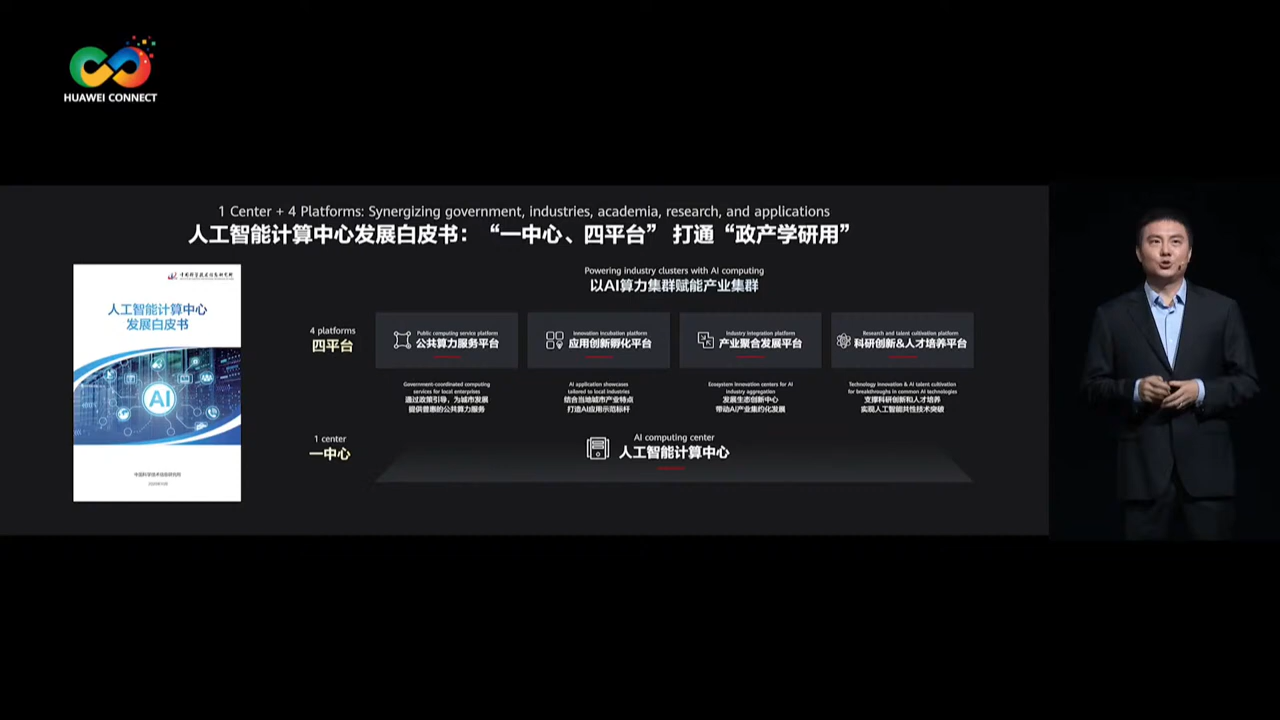 HUAWEI CONNECT
1 Center + 4 Platforms: Synergizing government, industries, academia, research, and applications
人工智能计算中心发展白皮书：“一中心、四平台” 打通“政产学研用”
人工智能计算中心
发展白皮书
AI
Powering industry clusters with AI computing
以AI算力集群赋能产业集群
4 platforms
四平台
Public computing service platform
公共算力服务平台
Government-coordinated computing
services for local enterprises
通过政策引导，为城市发展
提供普惠的公共算力服务
Innovation incubation platform
应用创新孵化平台
AI application showcases
tailored to local industries
结合当地城市产业特点
打造AI应用示范标杆
Industry integration platform
产业聚合发展平台
Ecosystem innovation centers for AI
industry aggregation
发展生态创新中心
带动AI产业集约化发展
Research and talent cultivation platform
科研创新&人才培养平台
Technology innovation & AI talent cultivation
for breakthroughs in common AI technologies
支撑科研创新和人才培养
实现人工智能共性技术突破
1 center
一中心
AI computing center
人工智能计算中心